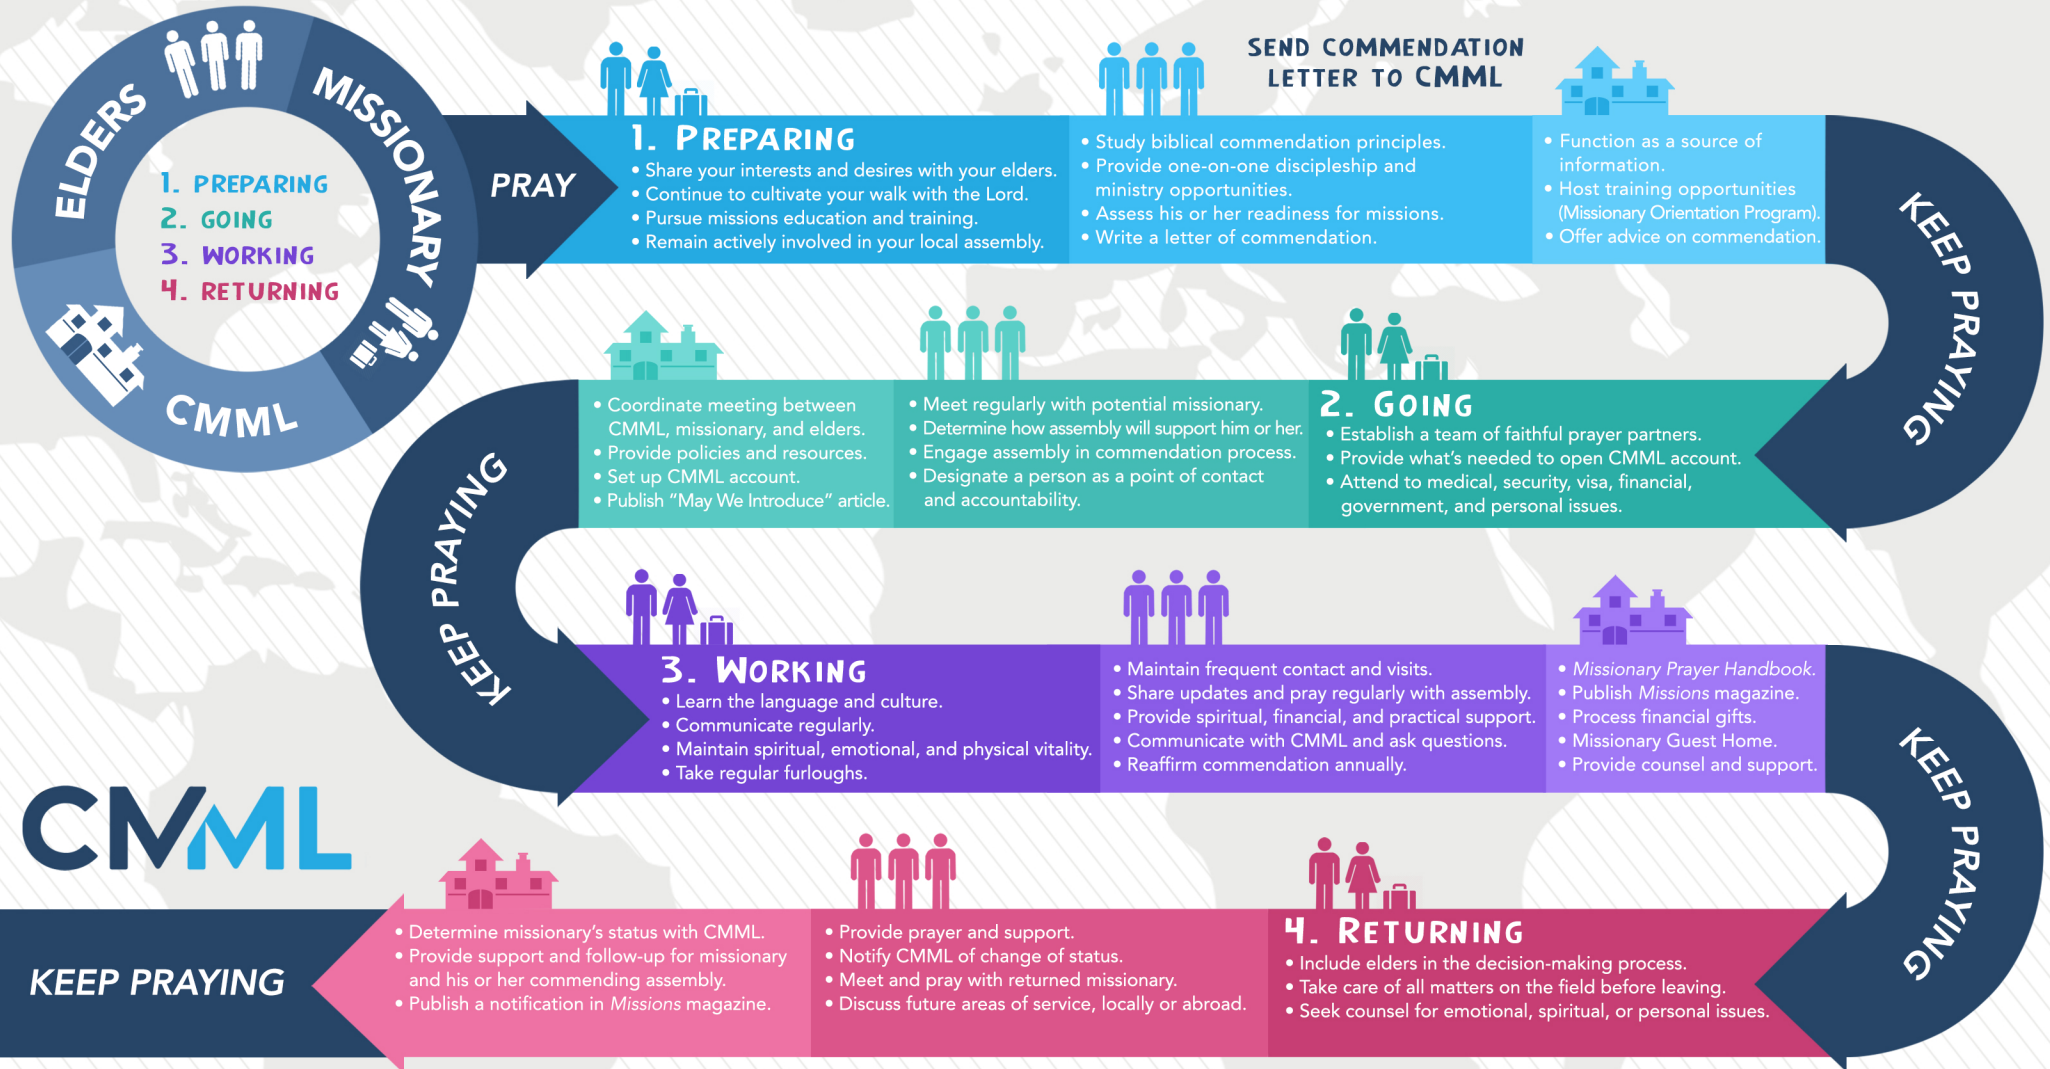 ELDERS
MISSIONARY
CMML
1. PREPARING
2. GOING
3. WORKING
4. RETURNING
PRAY
1. PREPARING
• Share your interests and desires with your elders.
• Continue to cultivate your walk with the Lord.
• Pursue missions education and training.
• Remain actively involved in your local assembly.
• Study biblical commendation principles.
• Provide one-on-one discipleship and
ministry opportunities.
• Assess his or her readiness for missions.
• Write a letter of commendation.
SEND COMMENDATION
LETTER TO CMML
• Function as a source of
information.
• Host training opportunities
(Missionary Orientation Program).
• Offer advice on commendation.
KEEP PRAYING
2. GOING
• Establish a team of faithful prayer partners.
• Provide what's needed to open CMML account.
• Attend to medical, security, visa, financial,
government, and personal issues.
• Meet regularly with potential missionary.
• Determine how assembly will support him or her.
• Engage assembly in commendation process.
• Designate a person as a point of contact
and accountability.
• Coordinate meeting between
CMML, missionary, and elders.
• Provide policies and resources.
• Set up CMML account.
• Publish “May We Introduce” article.
KEEP PRAYING
3. WORKING
• Learn the language and culture.
• Communicate regularly.
• Maintain spiritual, emotional, and physical vitality.
• Take regular furloughs.
• Maintain frequent contact and visits.
• Share updates and pray regularly with assembly.
• Provide spiritual, financial, and practical support.
• Communicate with CMML and ask questions.
• Reaffirm commendation annually.
• Missionary Prayer Handbook.
• Publish Missions magazine.
• Process financial gifts.
• Missionary Guest Home.
• Provide counsel and support.
KEEP PRAYING
4. RETURNING
• Include elders in the decision-making process.
• Take care of all matters on the field before leaving.
• Seek counsel for emotional, spiritual, or personal issues.
• Provide prayer and support.
• Notify CMML of change of status.
• Meet and pray with returned missionary.
• Discuss future areas of service, locally or abroad.
• Determine missionary's status with CMML.
• Provide support and follow-up for missionary
and his or her commending assembly.
• Publish a notification in Missions magazine.
KEEP PRAYING
CMML